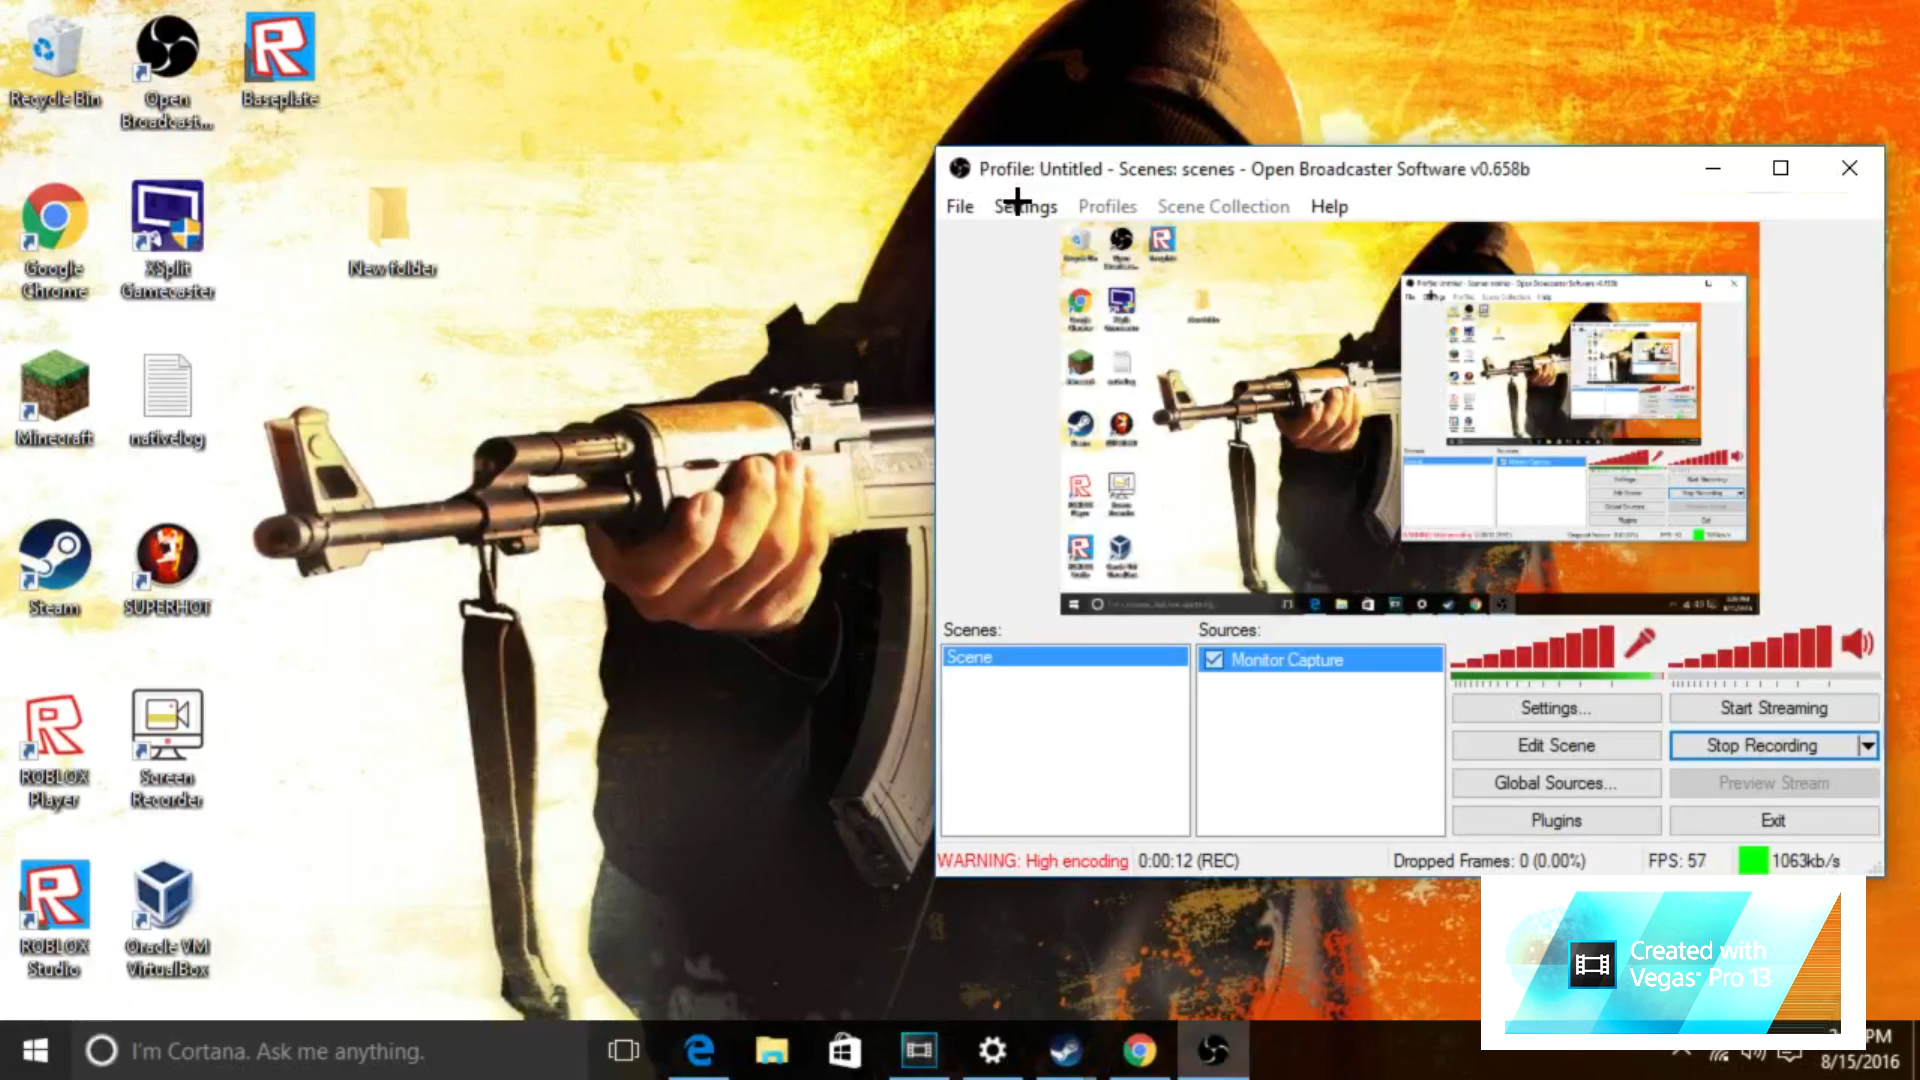 Recycle Bin
Open
Broadcast...
Baseplate
Google
Chrome
XSplit
Gamecaster
New folder
Minecraft
nativelog
Steam
SUPERHOT
ROBLOX
Player
Screen
Recorder
ROBLOX
Studio
Oracle VM
VirtualBox
Profile: Untitled - Scenes: scenes - Open Broadcaster Software v0.658b
File
Settings
Profiles
Scene Collection
Help
Scenes:
Scene
Sources:
Monitor Capture
Settings...
Start Streaming
Edit Scene
Stop Recording
Global Sources...
Preview Stream
Plugins
Exit
WARNING: High encoding
0:00:12 (REC)
Dropped Frames: 0 (0.00%)
FPS: 57
1063kb/s
Created with
Vegas™ Pro 13
I'm Cortana. Ask me anything.
PM
8/15/2016